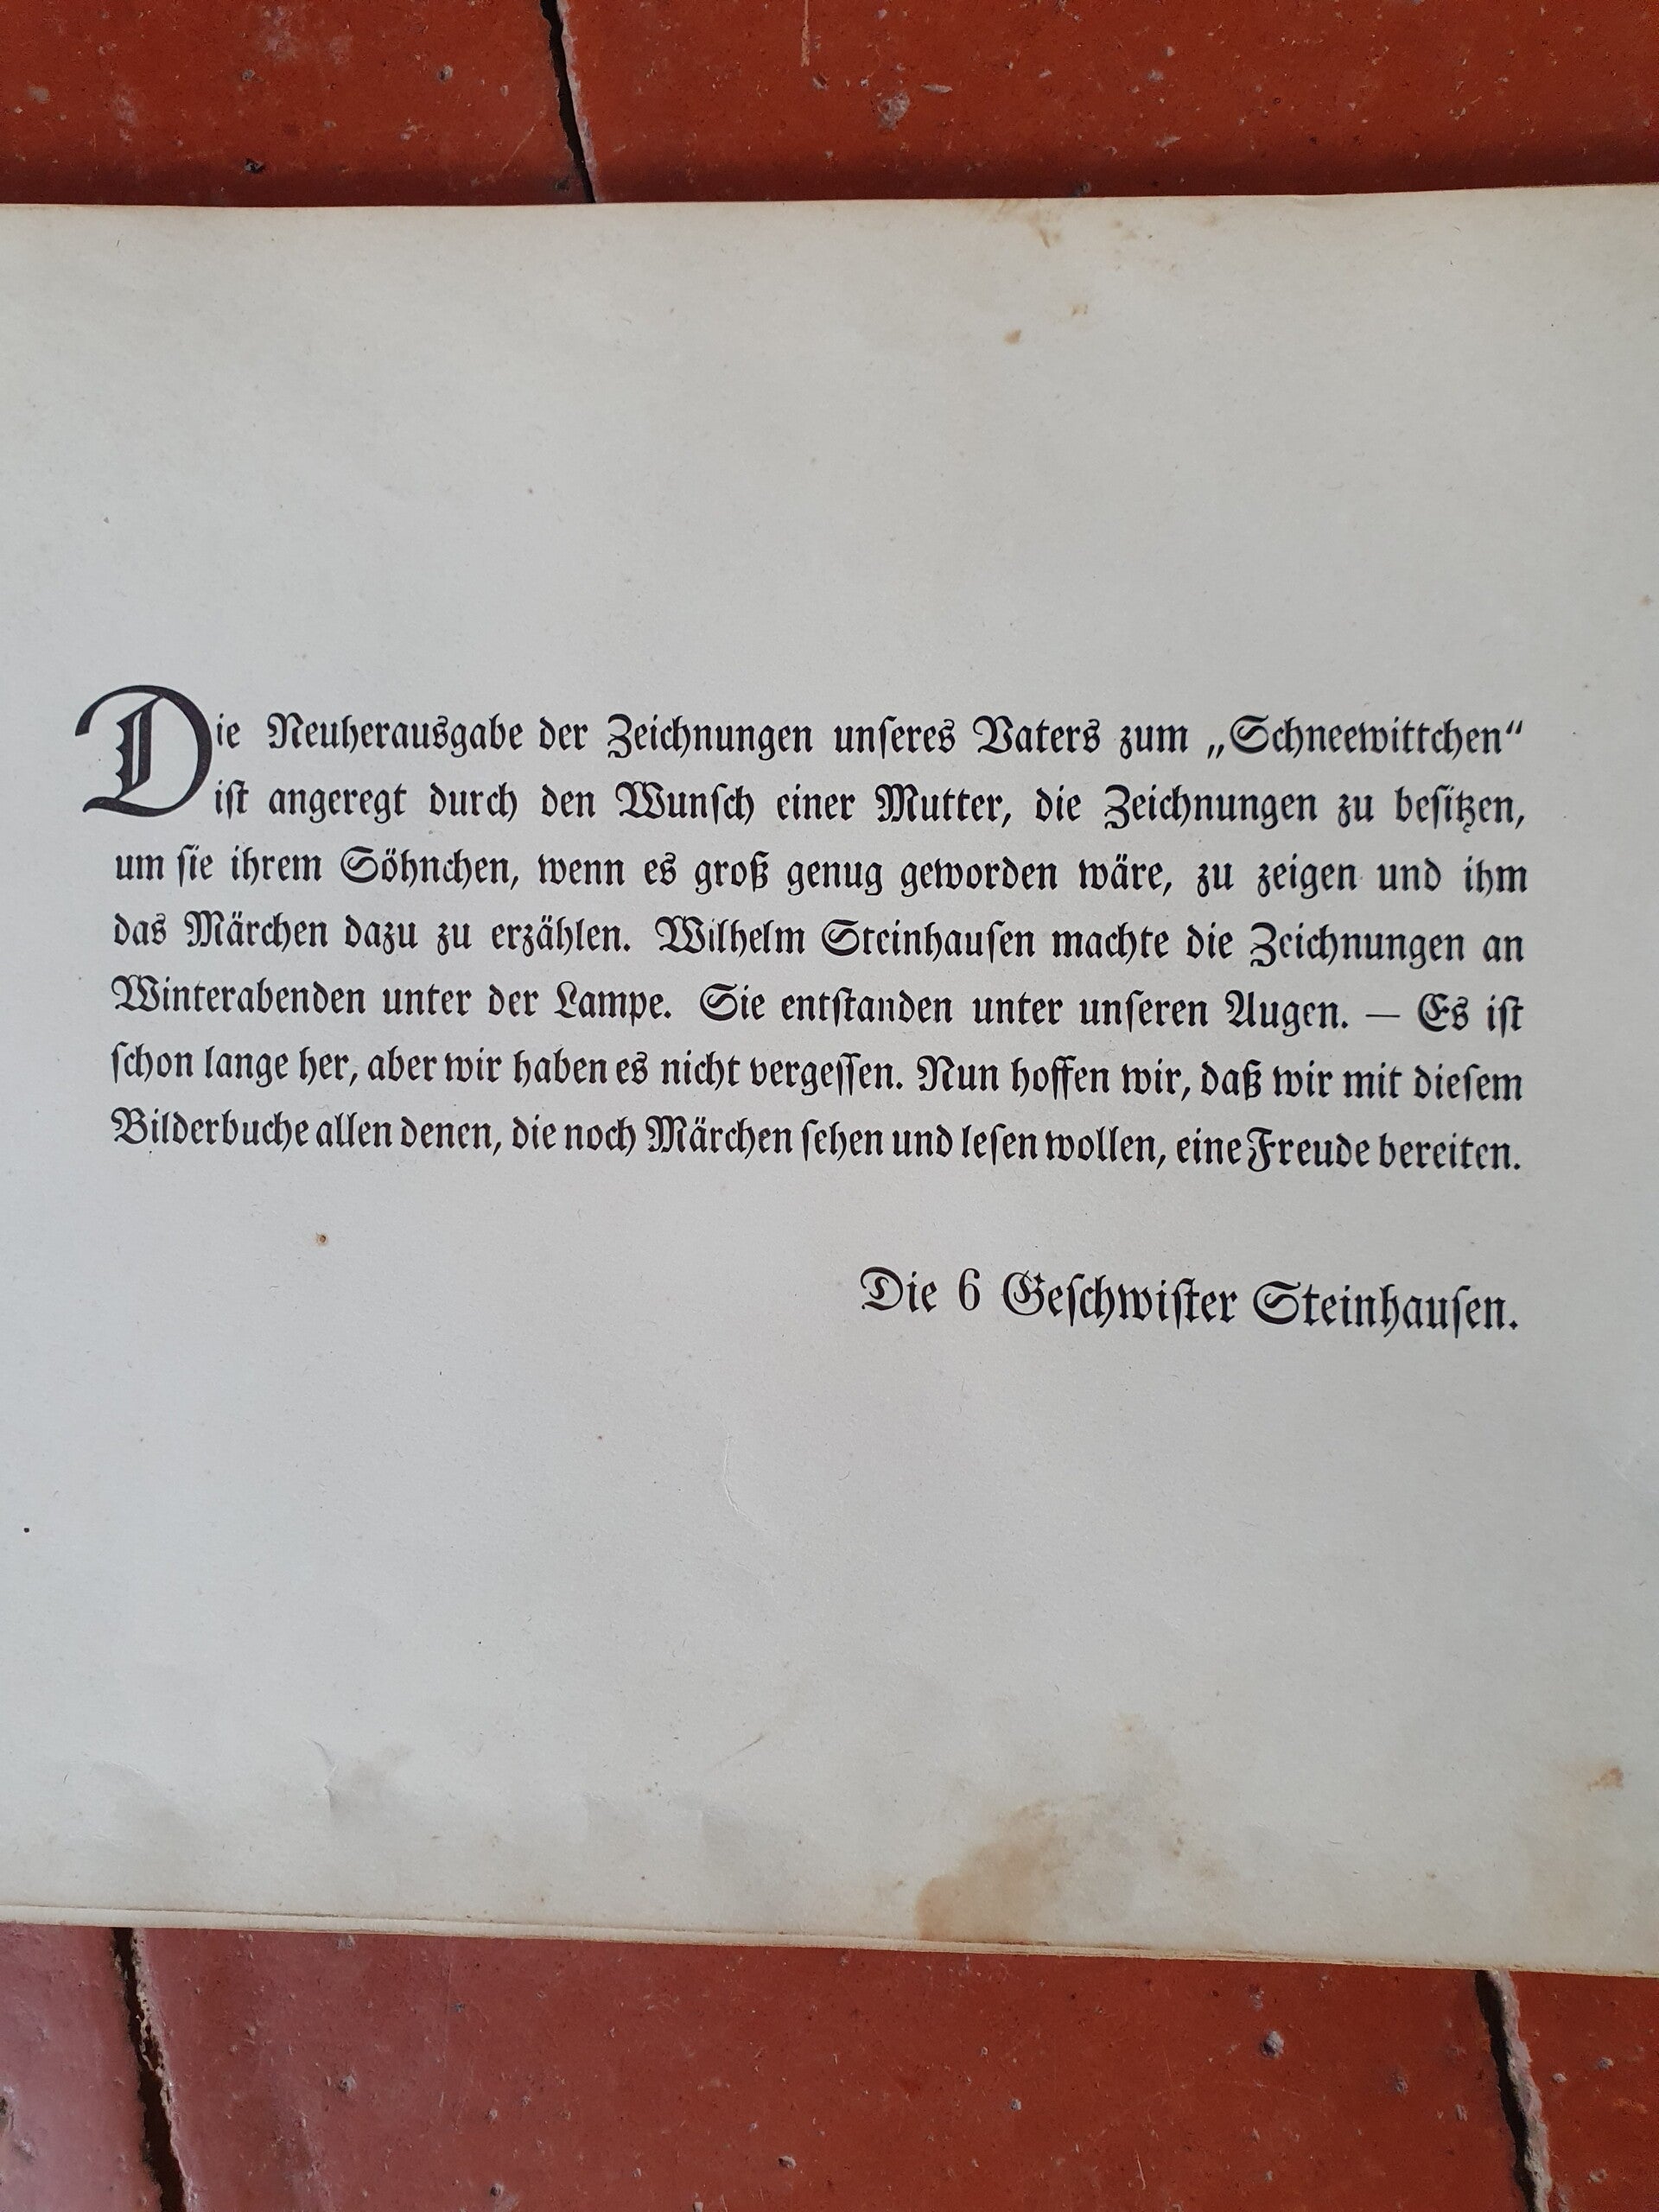 Die Neuherausgabe der Zeichnungen unseres Vaters zum „Schneewittchen“
ist angeregt durch den Wunsch einer Mutter, die Zeichnungen zu besitzen,
um sie ihrem Söhnchen, wenn es groß genug geworden wäre, zu zeigen und ihm
das Märchen dazu zu erzählen. Wilhelm Steinhausen machte die Zeichnungen an
Winterabenden unter der Lampe. Sie entstanden unter unseren Augen. — Es ist
schon lange her, aber wir haben es nicht vergessen. Nun hoffen wir, daß wir mit diesem
Bilderbuche allen denen, die noch Märchen sehen und lesen wollen, eine Freude bereiten.
Die 6 Geschwister Steinhausen.